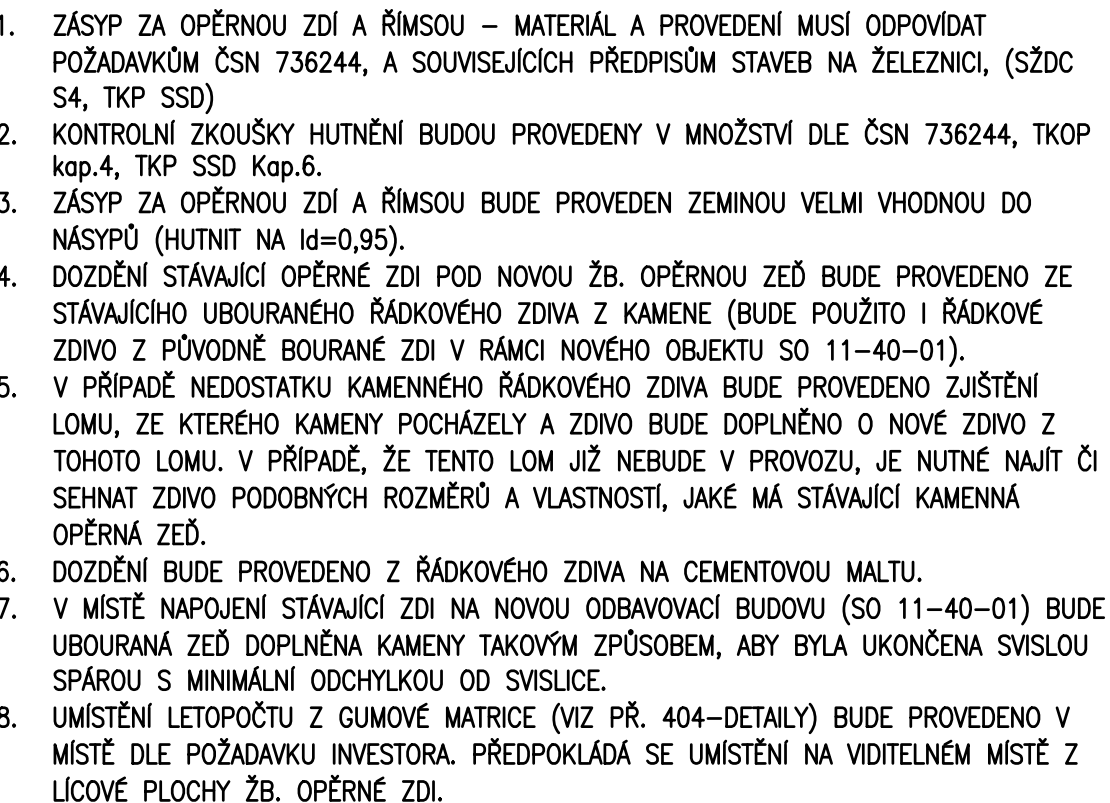 1. ZÁSYP ZA OPĚRNOU ZDÍ A ŘÍMSOU – MATERIÁL A PROVEDENÍ MUSÍ ODPOVÍDAT
POŽADAVKŮM ČSN 736244, A SOUVISEJÍCÍCH PŘEDPISŮM STAVEB NA ŽELEZNICI, (SŽDC
S4, TKP SSD)
2. KONTROLNÍ ZKOUŠKY HUTNĚNÍ BUDOU PROVEDENY V MNOŽSTVÍ DLE ČSN 736244, TKOP
kap.4, TKP SSD Kap.6.
3. ZÁSYP ZA OPĚRNOU ZDÍ A ŘÍMSOU BUDE PROVEDEN ZEMINOU VELMI VHODNOU DO
NÁSYPŮ (HUTNIT NA Id=0,95).
4. DOZDĚNÍ STÁVAJÍCÍ OPĚRNÉ ZDI POD NOVOU ŽB. OPĚRNOU ZEĎ BUDE PROVEDENO ZE
STÁVAJÍCÍHO UBOURANÉHO ŘÁDKOVÉHO ZDIVA Z KAMENE (BUDE POUŽITO I ŘÁDKOVÉ
ZDIVO Z PŮVODNĚ BOURANÉ ZDI V RÁMCI NOVÉHO OBJEKTU SO 11–40–01).
5. V PŘÍPADĚ NEDOSTATKU KAMENNÉHO ŘÁDKOVÉHO ZDIVA BUDE PROVEDENO ZJIŠTĚNÍ
LOMU, ZE KTERÉHO KAMENY POCHÁZELY A ZDIVO BUDE DOPLNĚNO O NOVÉ ZDIVO Z
TOHOTO LOMU. V PŘÍPADĚ, ŽE TENTO LOM JIŽ NEBUDE V PROVOZU, JE NUTNÉ NAJÍT ČI
SEHNAT ZDIVO PODOBNÝCH ROZMĚRŮ A VLASTNOSTÍ, JAKÉ MÁ STÁVAJÍCÍ KAMENNÁ
OPĚRNÁ ZEĎ.
6. DOZDĚNÍ BUDE PROVEDENO Z ŘÁDKOVÉHO ZDIVA NA CEMENTOVOU MALTU.
7. V MÍSTĚ NAPOJENÍ STÁVAJÍCÍ ZDI NA NOVOU ODBAVOVACÍ BUDOVU (SO 11–40–01) BUDE
UBOURANÁ ZEĎ DOPLNĚNA KAMENY TAKOVÝM ZPŮSOBEM, ABY BYLA UKONČENA SVISLOU
SPÁROU S MINIMÁLNÍ ODCHYLKOU OD SVISLICE.
8. UMÍSTĚNÍ LETOPOČTU Z GUMOVÉ MATRICE (VIZ PŘ. 404–DETAILY) BUDE PROVEDENO V
MÍSTĚ DLE POŽADAVKU INVESTORA. PŘEDPOKLÁDÁ SE UMÍSTĚNÍ NA VIDITELNÉM MÍSTĚ Z
LÍCOVÉ PLOCHY ŽB. OPĚRNÉ ZDI.